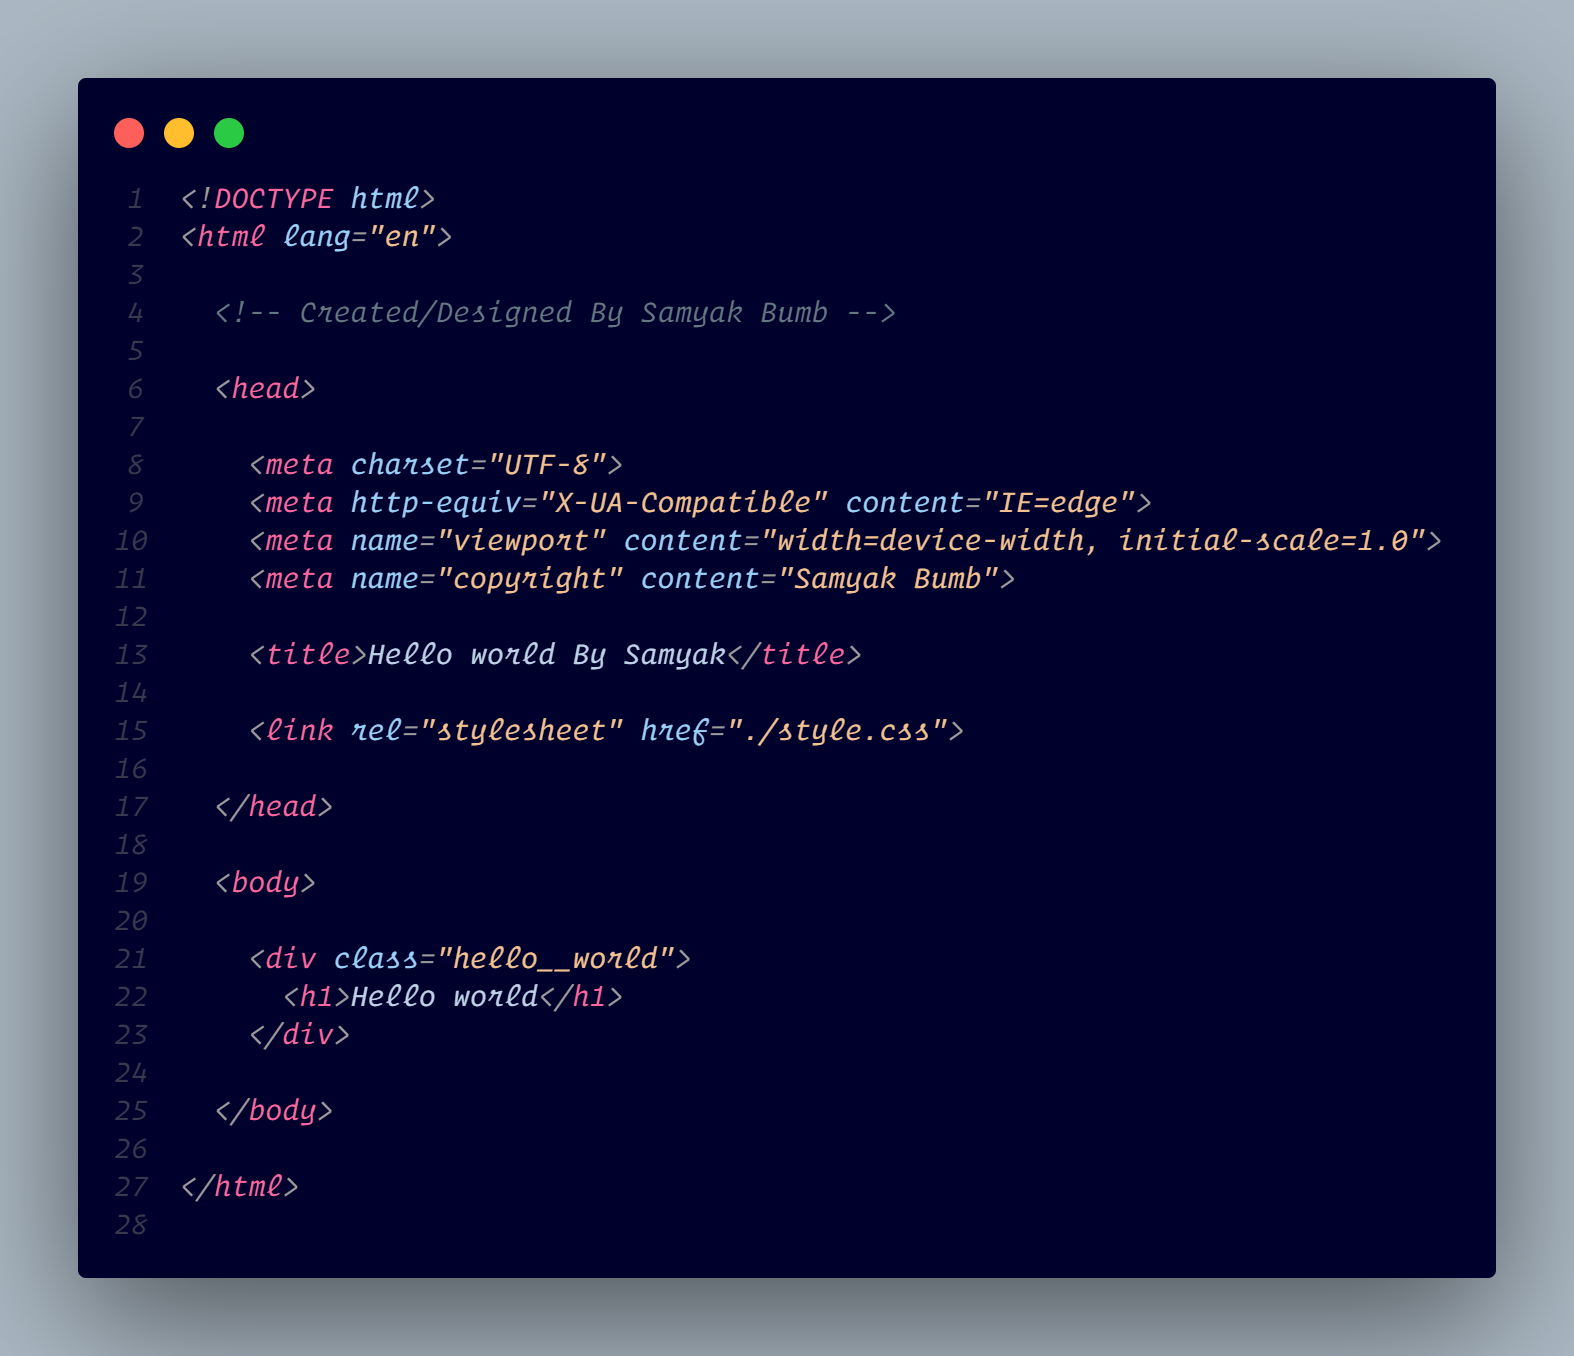 1 <!DOCTYPE html>
2 <html lang="en">
3
4   <!-- Created/Designed By Samyak Bumb -->
5
6   <head>
7
8     <meta charset="UTF-8">
9     <meta http-equiv="X-UA-Compatible" content="IE=edge">
10     <meta name="viewport" content="width=device-width, initial-scale=1.0">
11     <meta name="copyright" content="Samyak Bumb">
12
13     <title>Hello world By Samyak</title>
14
15     <link rel="stylesheet" href="./style.css">
16
17   </head>
18
19   <body>
20
21     <div class="hello__world">
22       <h1>Hello world</h1>
23     </div>
24
25   </body>
26
27 </html>
28